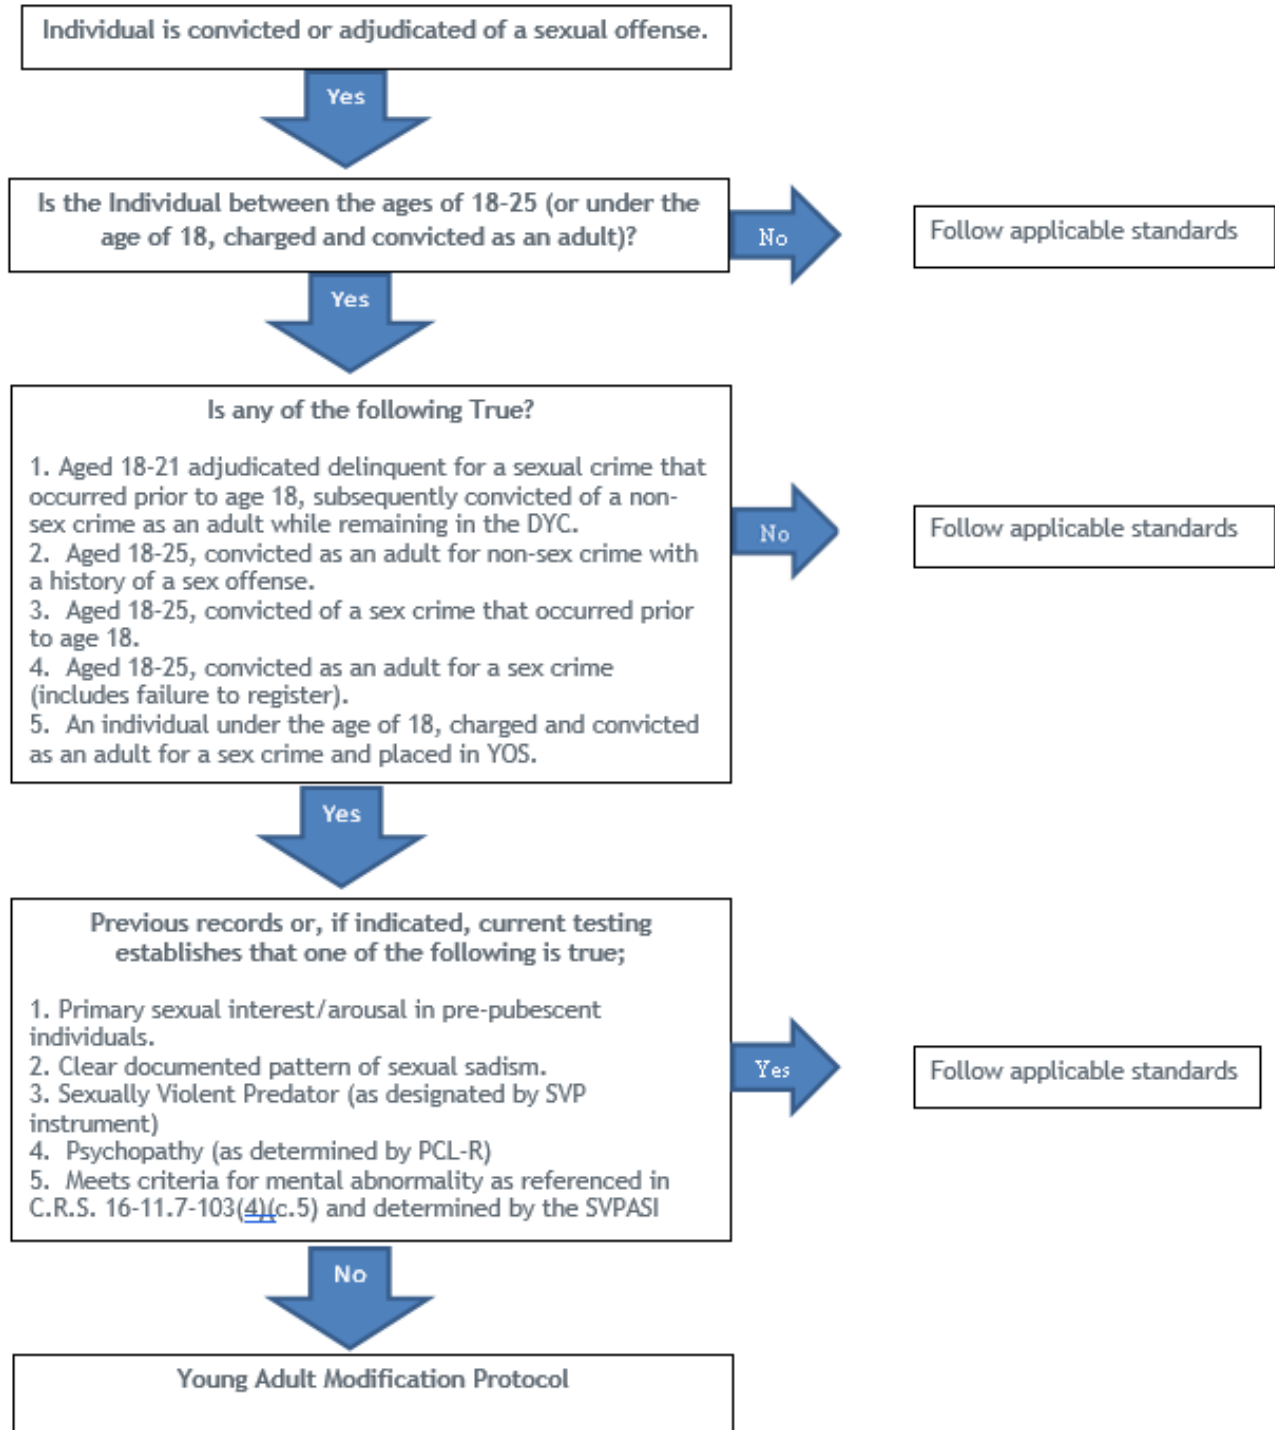 Individual is convicted or adjudicated of a sexual offense.
Yes
Is the Individual between the ages of 18-25 (or under the
age of 18, charged and convicted as an adult)?
No
Follow applicable standards
Yes
Is any of the following True?
1. Aged 18-21 adjudicated delinquent for a sexual crime that
occurred prior to age 18, subsequently convicted of a non-
sex crime as an adult while remaining in the DYC.
2. Aged 18-25, convicted as an adult for non-sex crime with
a history of a sex offense.
3. Aged 18-25, convicted of a sex crime that occurred prior
to age 18.
4. Aged 18-25, convicted as an adult for a sex crime
(includes failure to register).
5. An individual under the age of 18, charged and convicted
as an adult for a sex crime and placed in YOS.
No
Follow applicable standards
Yes
Previous records or, if indicated, current testing
establishes that one of the following is true;
1. Primary sexual interest/arousal in pre-pubescent
individuals.
2. Clear documented pattern of sexual sadism.
3. Sexually Violent Predator (as designated by SVP
instrument)
4. Psychopathy (as determined by PCL-R)
5. Meets criteria for mental abnormality as referenced in
C.R.S. 16-11.7-103(4)(c.5) and determined by the SVPASI
Yes
Follow applicable standards
No
Young Adult Modification Protocol